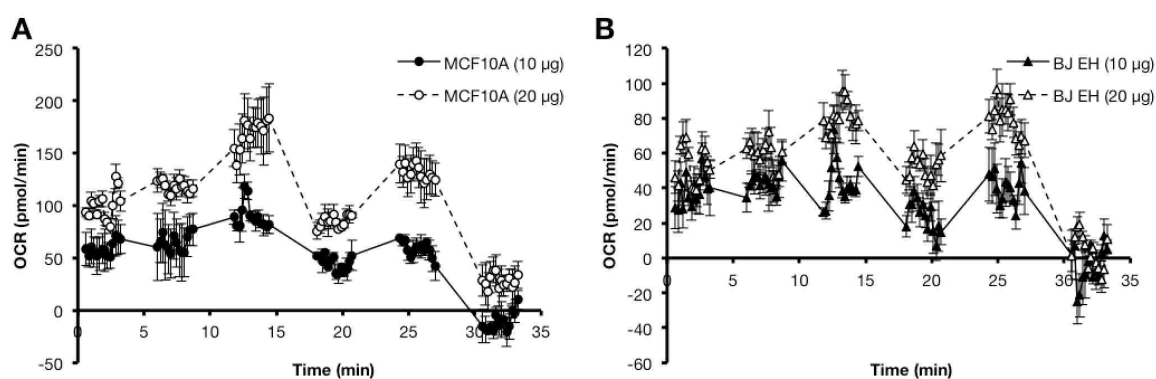 A
250
200
150
100
50
0
-50
OCR (pmol/min)
MCF10A (10 µg)
MCF10A (20 µg)
0 5 10 15 20 25 30 35
Time (min)
B
120
100
80
60
40
20
0
-20
-40
-60
OCR (pmol/min)
BJ EH (10 µg)
BJ EH (20 µg)
0 5 10 15 20 25 30 35
Time (min)